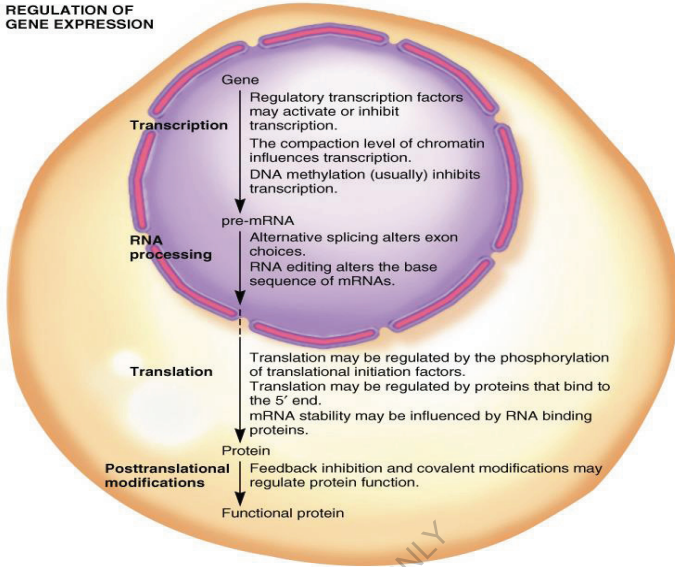 REGULATION OF
GENE EXPRESSION
Gene
Transcription
Regulatory transcription factors
may activate or inhibit
transcription.
The compaction level of chromatin
influences transcription.
DNA methylation (usually) inhibits
transcription.
pre-mRNA
RNA
processing
Alternative splicing alters exon
choices.
RNA editing alters the base
sequence of mRNAs.
Translation
Translation may be regulated by the phosphorylation
of translational initiation factors.
Translation may be regulated by proteins that bind to
the 5′ end.
mRNA stability may be influenced by RNA binding
proteins.
Protein
Posttranslational
modifications
Feedback inhibition and covalent modifications may
regulate protein function.
Functional protein
NLY